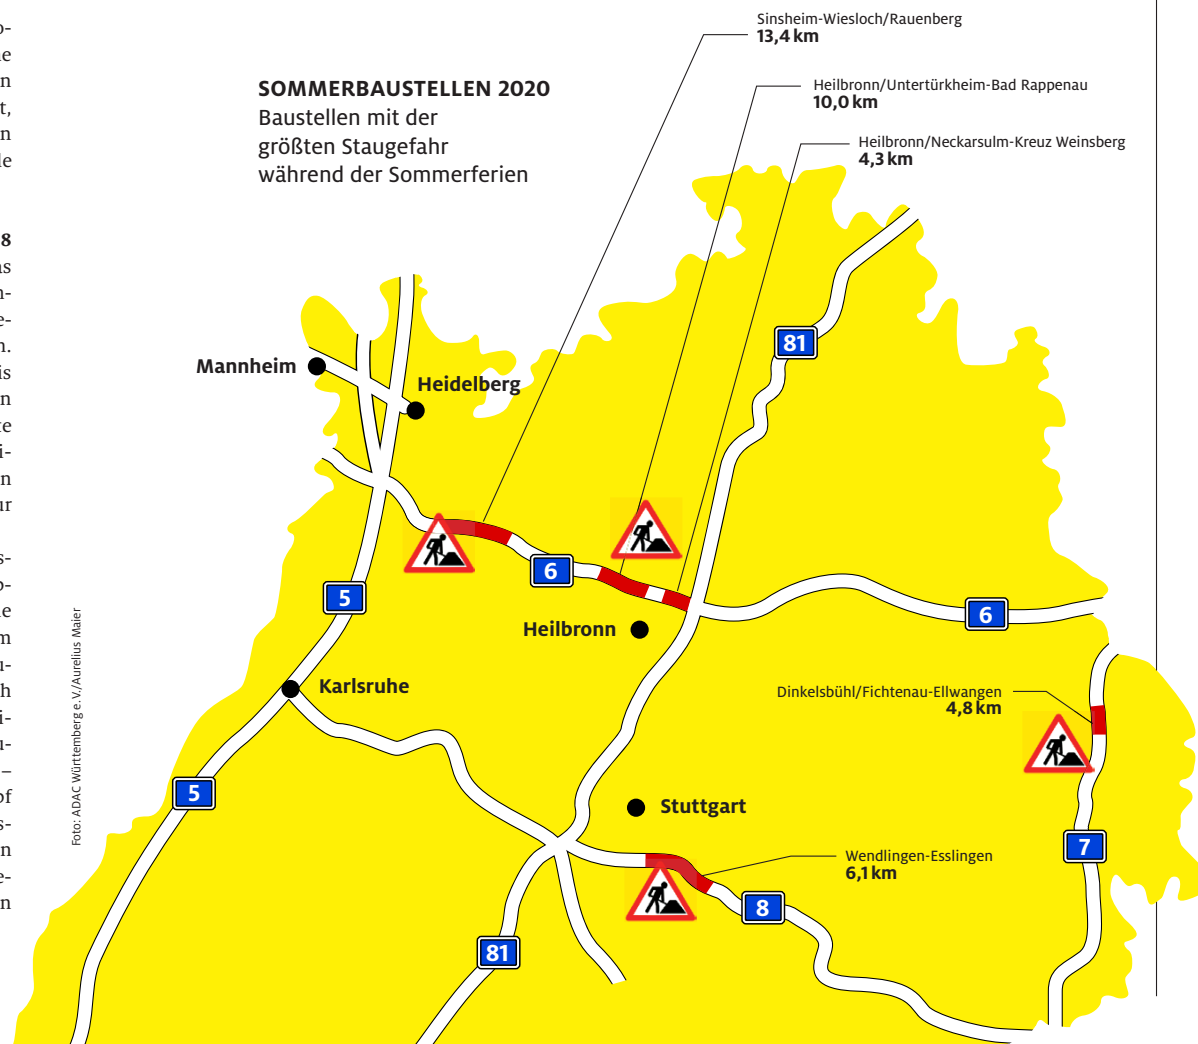 SOMMERBAUSTELLEN 2020
Baustellen mit der
größten Staugefahr
während der Sommerferien
Sinsheim-Wiesloch/Rauenberg
13,4 km
Heilbronn/Untertürkheim-Bad Rappenau
10,0 km
Heilbronn/Neckarsulm-Kreuz Weinsberg
4,3 km
81
Mannheim
Heidelberg
6
5
6
Heilbronn
Karlsruhe
Dinkelsbühl/Fichtenau-Ellwangen
4,8 km
5
Stuttgart
7
Wendlingen-Esslingen
6,1 km
8
81
Foto: ADAC Württemberg e. V./Aurelius Maier